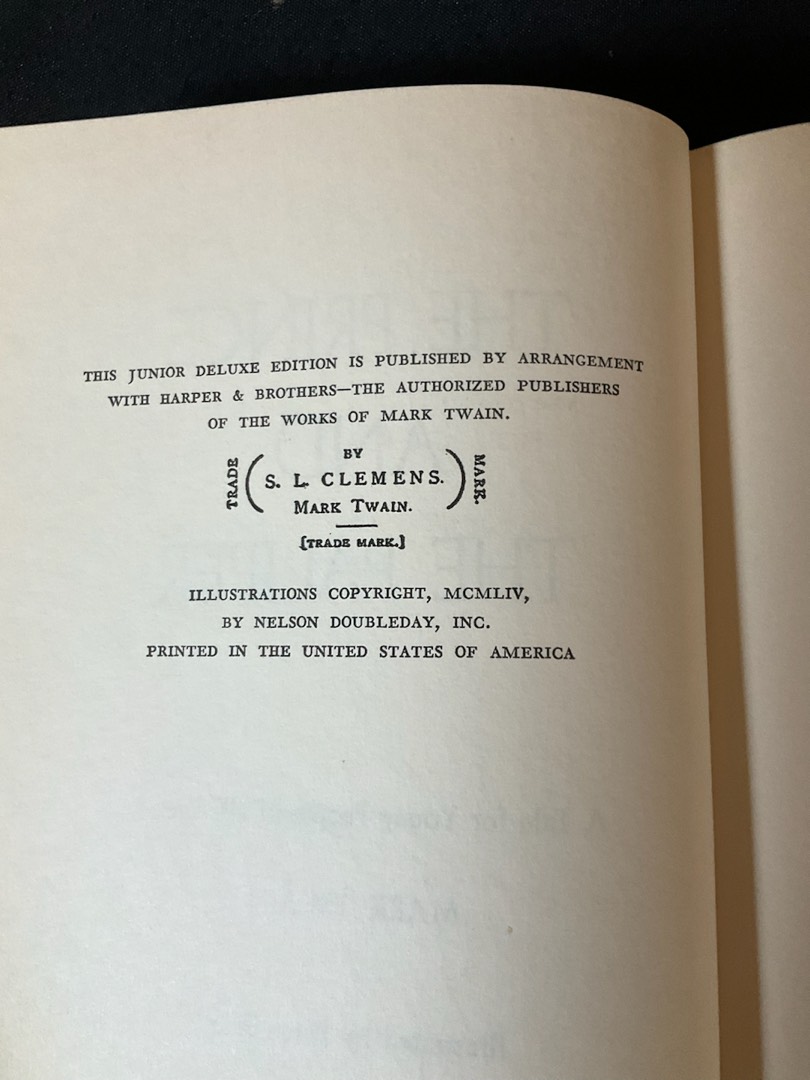 THIS JUNIOR DELUXE EDITION IS PUBLISHED BY ARRANGEMENT
WITH HARPER & BROTHERS—THE AUTHORIZED PUBLISHERS
OF THE WORKS OF MARK TWAIN.
BY
TRADE (S. L. CLEMENS.) MARK.
MARK TWAIN.
[TRADE MARK.]
ILLUSTRATIONS COPYRIGHT, MCMLIV,
BY NELSON DOUBLEDAY, INC.
PRINTED IN THE UNITED STATES OF AMERICA